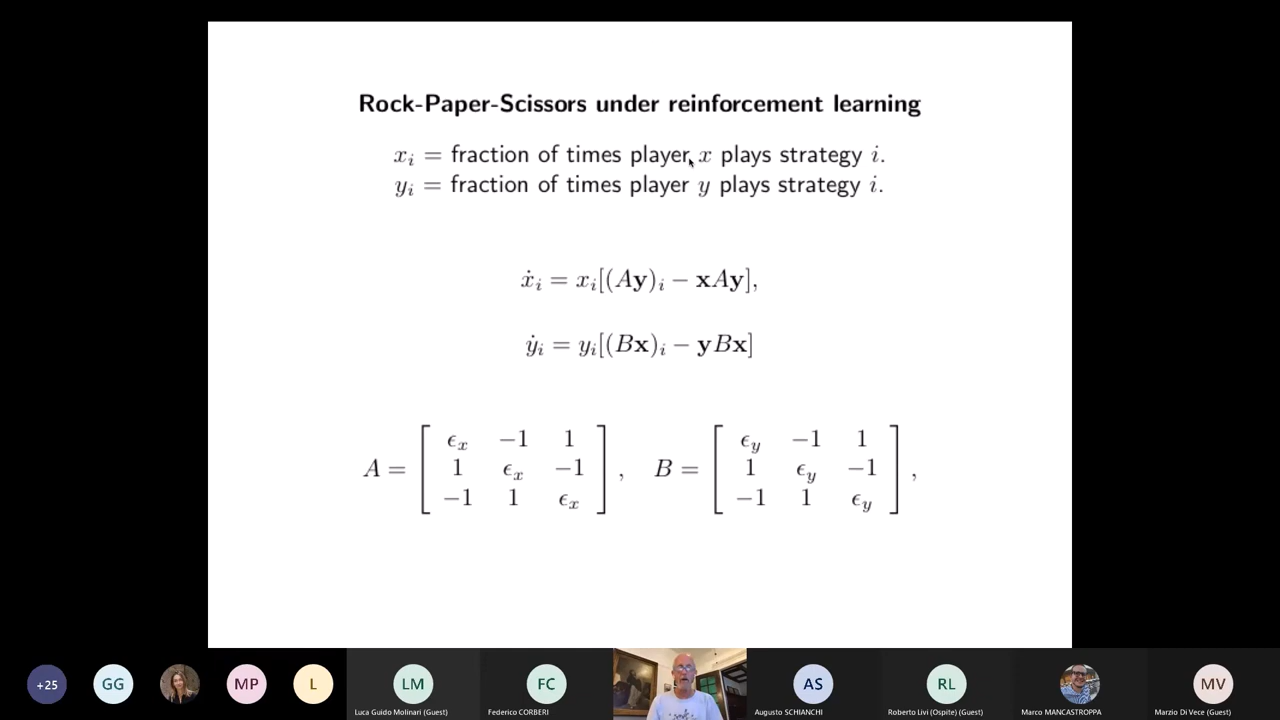 Rock-Paper-Scissors under reinforcement learning
x_i = fraction of times player x plays strategy i.
y_i = fraction of times player y plays strategy i.
ẋ_i = x_i[(Ay)_i − xAy],
ẏ_i = y_i[(Bx)_i − yBx]
A = [ ϵ_x −1 1 ; 1 ϵ_x −1 ; −1 1 ϵ_x ] , B = [ ϵ_y −1 1 ; 1 ϵ_y −1 ; −1 1 ϵ_y ] ,
+25 GG MP L LM FC AS RL MV
Luca Guido Molinari (Guest) Federico CORBERI Augusto SCHIANCHI Roberto Livi (Ospite) (Guest) Marco MANCASTROPPA Marzio Di Vece (Guest)